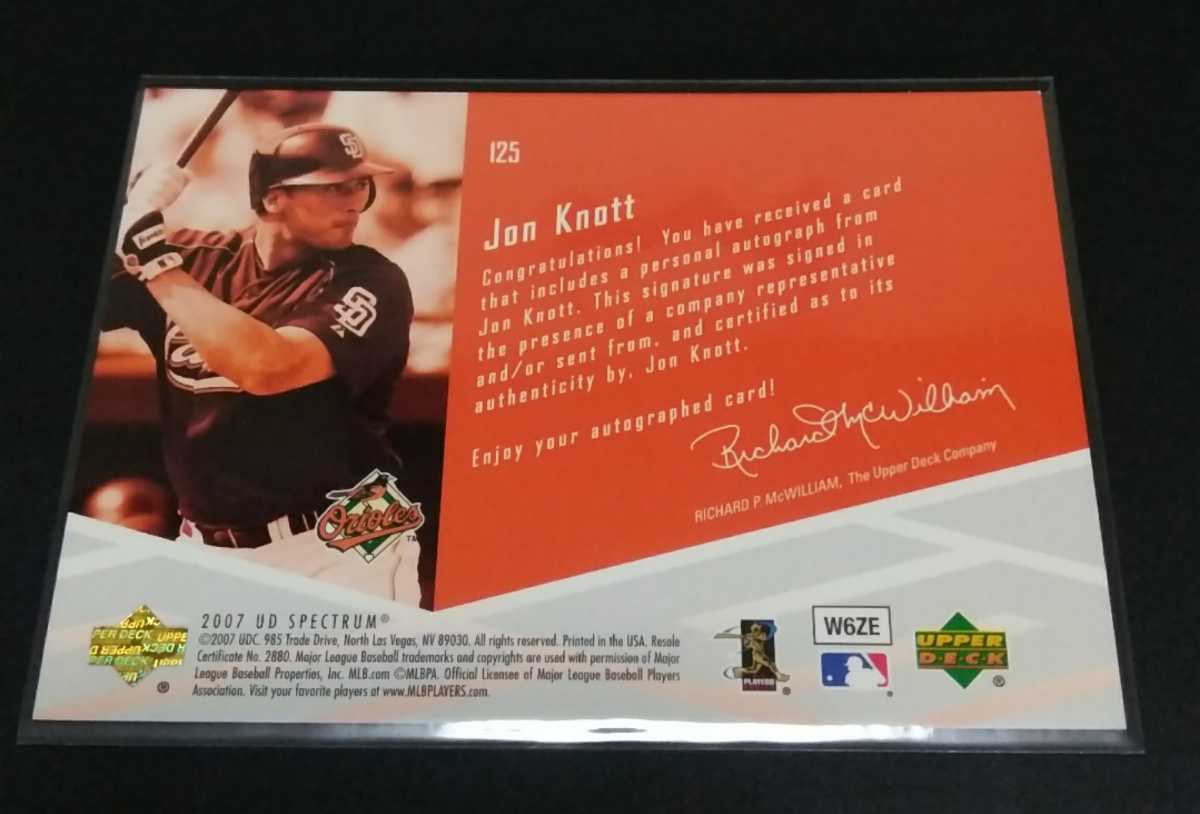 125
Jon Knott
Congratulations! You have received a card
that includes a personal autograph from
Jon Knott. This signature was signed in
the presence of a company representative
and/or sent from, and certified as to its
authenticity by, Jon Knott.
Enjoy your autographed card!
Richard P McWilliam
RICHARD P. McWILLIAM, The Upper Deck Company
SD
SD
Orioles
TM
2007 UD SPECTRUM®
©2007 UDC. 985 Trade Drive, North Las Vegas, NV 89030. All rights reserved. Printed in the USA. Resale
Certificate No. 2880. Major League Baseball trademarks and copyrights are used with permission of Major
League Baseball Properties, Inc. MLB.com ©MLBPA. Official Licensee of Major League Baseball Players
Association. Visit your favorite players at www.MLBPLAYERS.com.
PLAYERS
®
W6ZE
®
UPPER
DECK
®
®